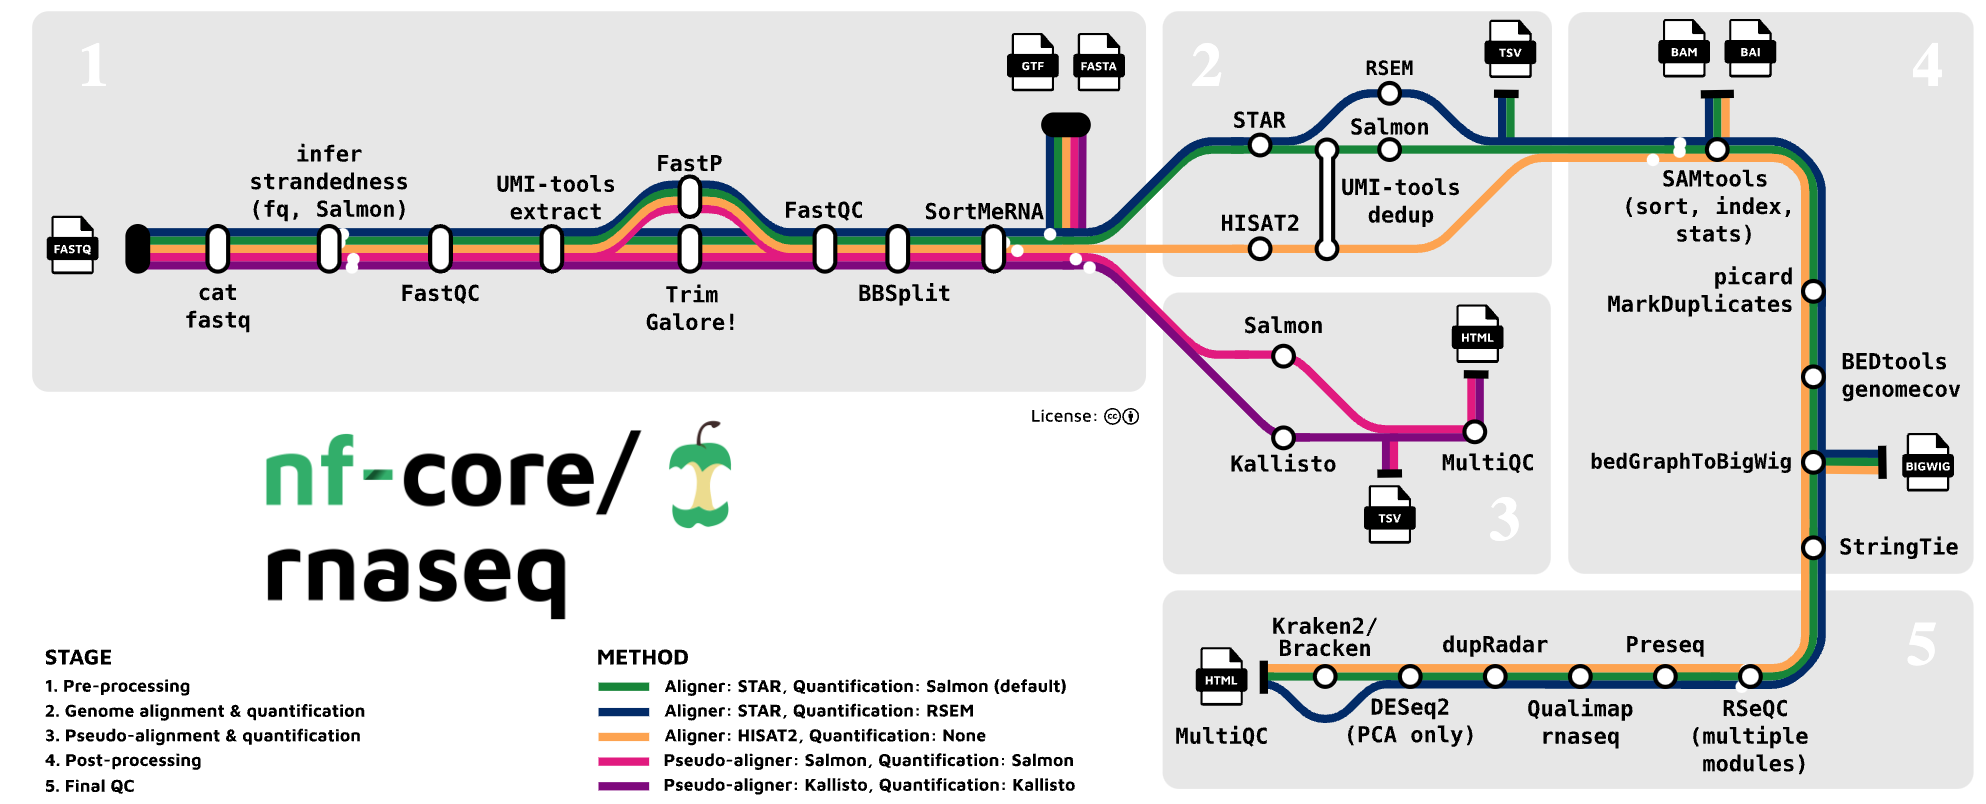 1
FASTQ
cat
fastq
infer
strandedness
(fq, Salmon)
FastQC
UMI-tools
extract
FastP
Trim
Galore!
FastQC
BBSplit
SortMeRNA
GTF
FASTA
2
STAR
RSEM
Salmon
UMI-tools
dedup
HISAT2
TSV
3
Salmon
Kallisto
MultiQC
HTML
TSV
4
BAM
BAI
SAMtools
(sort, index,
stats)
picard
MarkDuplicates
BEDtools
genomecov
bedGraphToBigWig
BIGWIG
StringTie
5
RSeQC
(multiple
modules)
Preseq
Qualimap
rnaseq
dupRadar
DESeq2
(PCA only)
Kraken2/
Bracken
HTML
MultiQC
License: cc
nf-core/
rnaseq
STAGE
1. Pre-processing
2. Genome alignment & quantification
3. Pseudo-alignment & quantification
4. Post-processing
5. Final QC
METHOD
Aligner: STAR, Quantification: Salmon (default)
Aligner: STAR, Quantification: RSEM
Aligner: HISAT2, Quantification: None
Pseudo-aligner: Salmon, Quantification: Salmon
Pseudo-aligner: Kallisto, Quantification: Kallisto